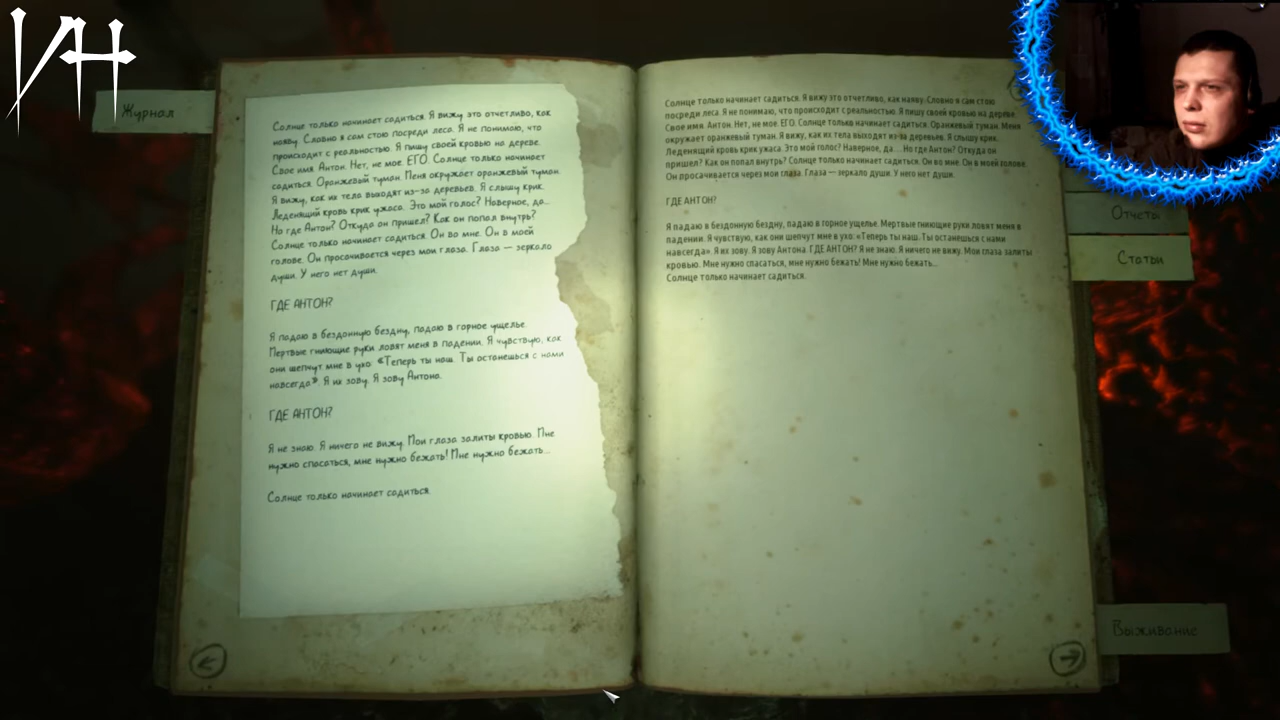 ИН
Журнал
Солнце только начинает садиться. Я вижу это отчетливо, как
наяву. Словно я сам стою посреди леса. Я не понимаю, что
происходит с реальностью. Я пишу своей кровью на дереве.
Свое имя. Антон. Нет, не мое. ЕГО. Солнце только начинает
садиться. Оранжевый туман. Меня окружает оранжевый туман.
Я вижу, как их тела выходят из-за деревьев. Я слышу крик.
Леденящий кровь крик ужаса. Это мой голос? Наверное, да...
Но где Антон? Откуда он пришел? Как он попал внутрь?
Солнце только начинает садиться. Он во мне. Он в моей
голове. Он просачивается через мои глаза. Глаза — зеркало
души. У него нет души.
ГДЕ АНТОН?
Я падаю в бездонную бездну, падаю в горное ущелье.
Мертвые гниющие руки ловят меня в падении. Я чувствую, как
они шепчут мне в ухо: «Теперь ты наш. Ты останешься с нами
навсегда». Я их зову. Я зову Антона.
ГДЕ АНТОН?
Я не знаю. Я ничего не вижу. Мои глаза залиты кровью. Мне
нужно спасаться, мне нужно бежать! Мне нужно бежать...
Солнце только начинает садиться.
Солнце только начинает садиться. Я вижу это отчетливо, как наяву. Словно я сам стою
посреди леса. Я не понимаю, что происходит с реальностью. Я пишу своей кровью на дереве.
Свое имя. Антон. Нет, не мое. ЕГО. Солнце только начинает садиться. Оранжевый туман. Меня
окружает оранжевый туман. Я вижу, как их тела выходят из-за деревьев. Я слышу крик.
Леденящий кровь крик ужаса. Это мой голос? Наверное, да... Но где Антон? Откуда он
пришел? Как он попал внутрь? Солнце только начинает садиться. Он во мне. Он в моей голове.
Он просачивается через мои глаза. Глаза — зеркало души. У него нет души.
ГДЕ АНТОН?
Я падаю в бездонную бездну, падаю в горное ущелье. Мертвые гниющие руки ловят меня в
падении. Я чувствую, как они шепчут мне в ухо: «Теперь ты наш. Ты останешься с нами
навсегда». Я их зову. Я зову Антона. ГДЕ АНТОН? Я не знаю. Я ничего не вижу. Мои глаза залиты
кровью. Мне нужно спасаться, мне нужно бежать! Мне нужно бежать...
Солнце только начинает садиться.
Отчеты
Статьи
Выживание